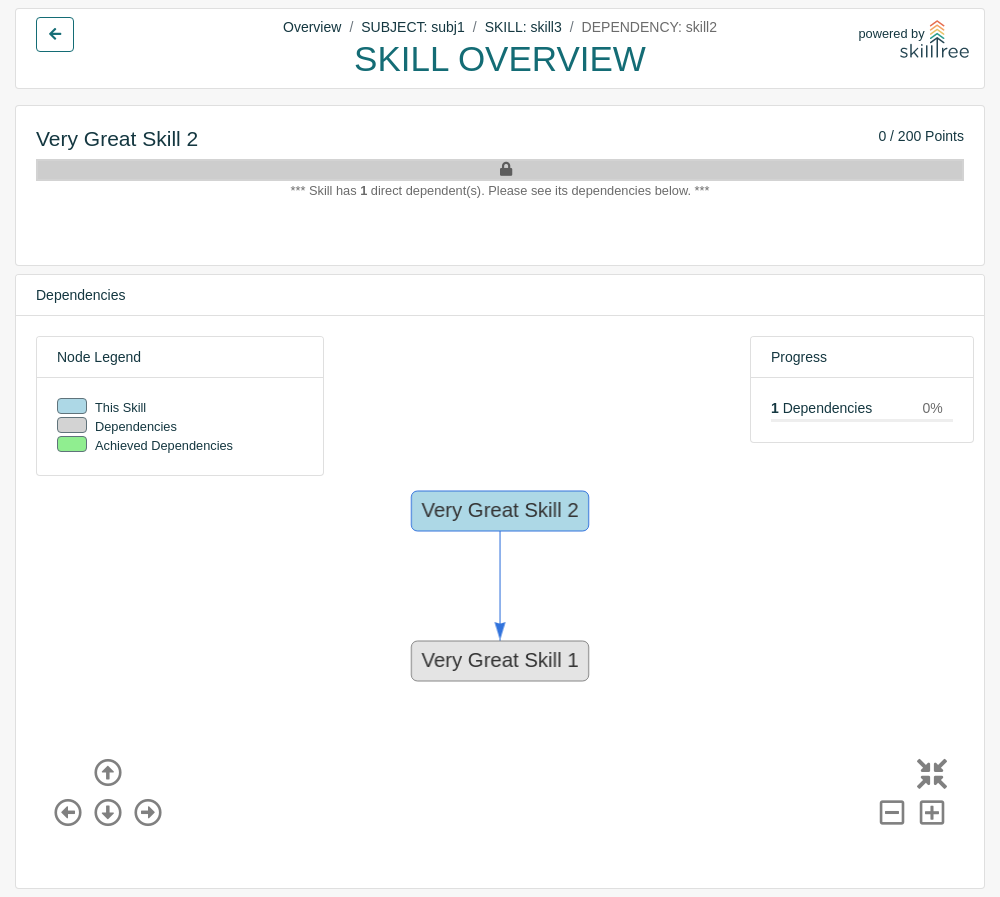 Overview / SUBJECT: subj1 / SKILL: skill3 / DEPENDENCY: skill2
SKILL OVERVIEW
powered by
skilltree
Very Great Skill 2
0 / 200 Points
*** Skill has 1 direct dependent(s). Please see its dependencies below. ***
Dependencies
Node Legend
This Skill
Dependencies
Achieved Dependencies
Progress
1 Dependencies 0%
Very Great Skill 2
Very Great Skill 1